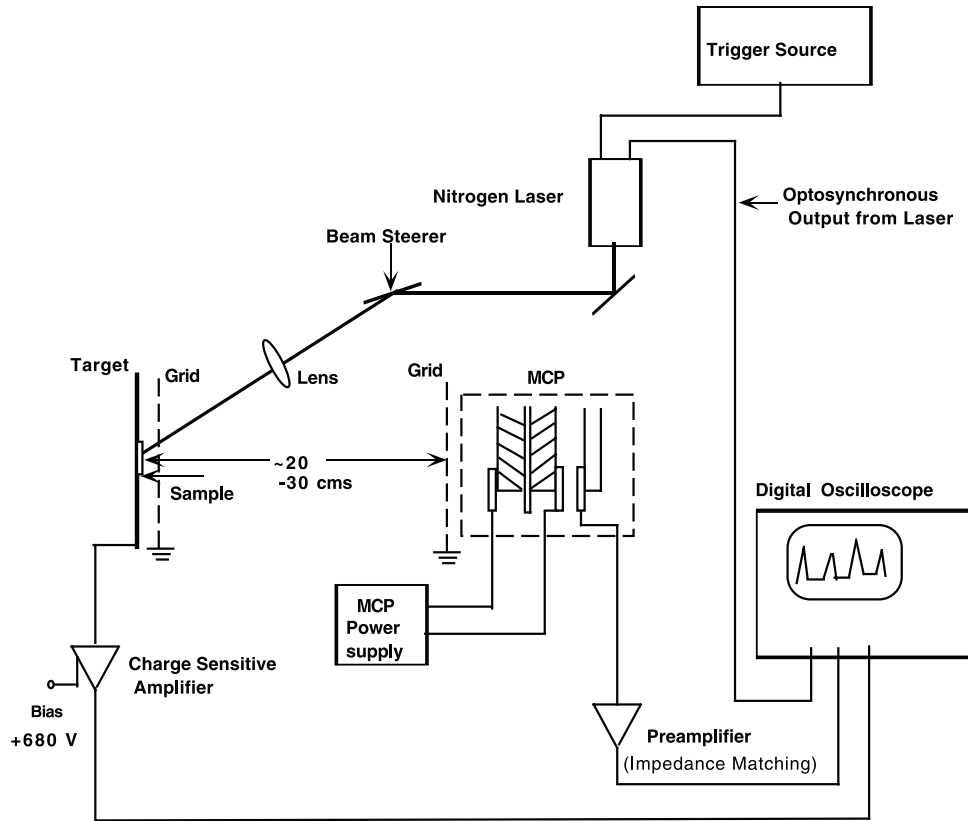 Trigger Source
Nitrogen Laser
Optosynchronous
Output from Laser
Beam Steerer
Target
Grid
Lens
Grid
MCP
~20
-30 cms
Sample
Digital Oscilloscope
MCP
Power
supply
Charge Sensitive
Amplifier
Bias
+680 V
Preamplifier
(Impedance Matching)